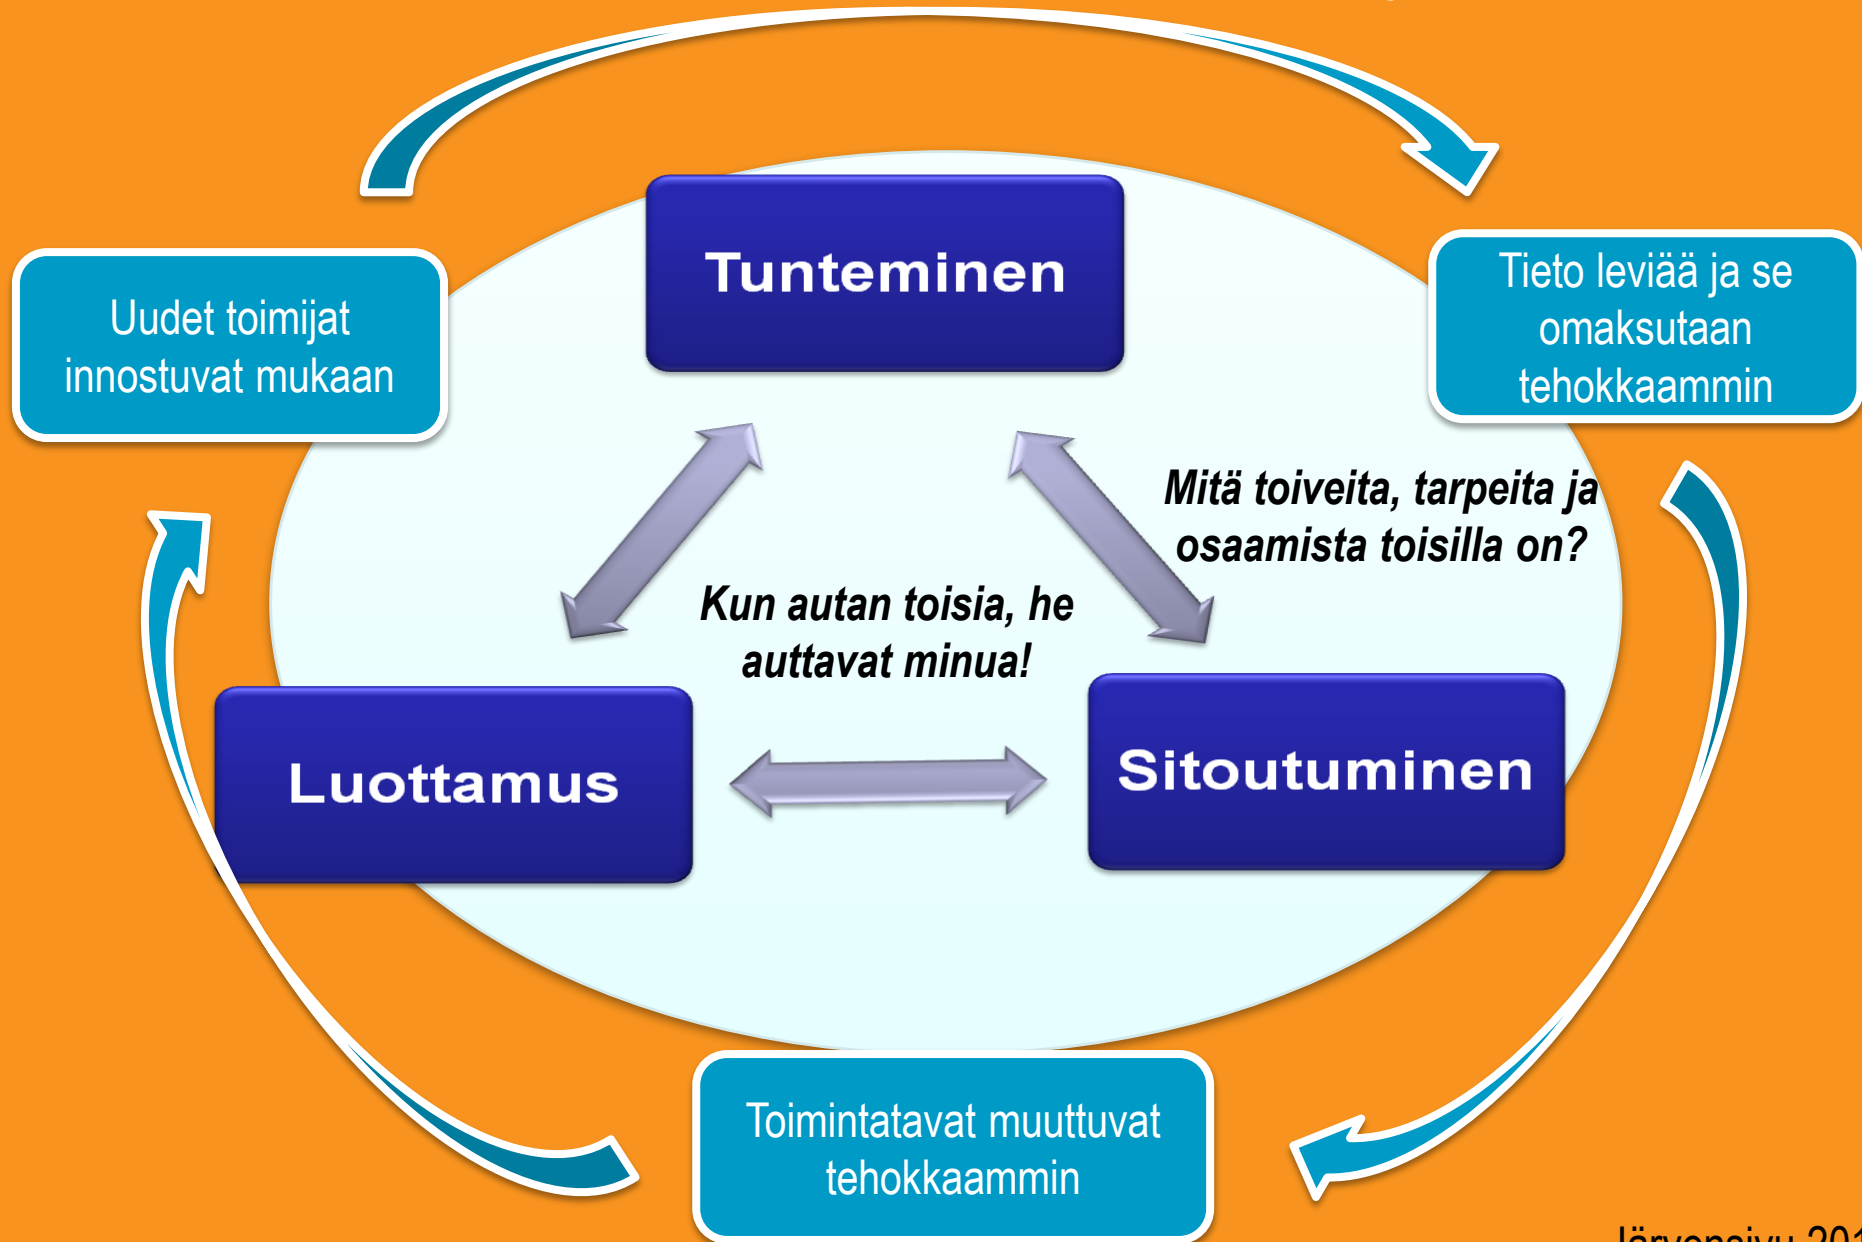 Tunteminen
Uudet toimijat
innostuvat mukaan
Tieto leviää ja se
omaksutaan
tehokkaammin
Mitä toiveita, tarpeita ja
osaamista toisilla on?
Kun autan toisia, he
auttavat minua!
Luottamus
Sitoutuminen
Toimintatavat muuttuvat
tehokkaammin